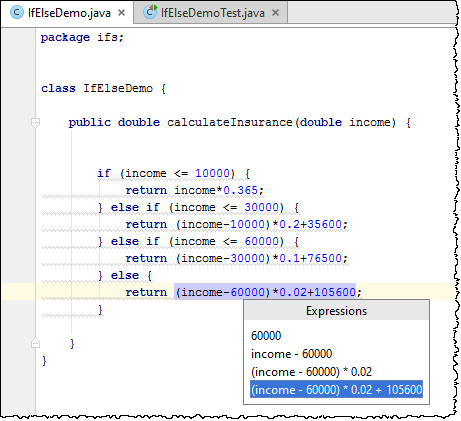 IfElseDemo.java IfElseDemoTest.java
package ifs;
class IfElseDemo {
public double calculateInsurance(double income) {
if (income <= 10000) {
return income*0.365;
} else if (income <= 30000) {
return (income-10000)*0.2+35600;
} else if (income <= 60000) {
return (income-30000)*0.1+76500;
} else {
return (income-60000)*0.02+105600;
}
Expressions
60000
income - 60000
(income - 60000) * 0.02
(income - 60000) * 0.02 + 105600
}
}